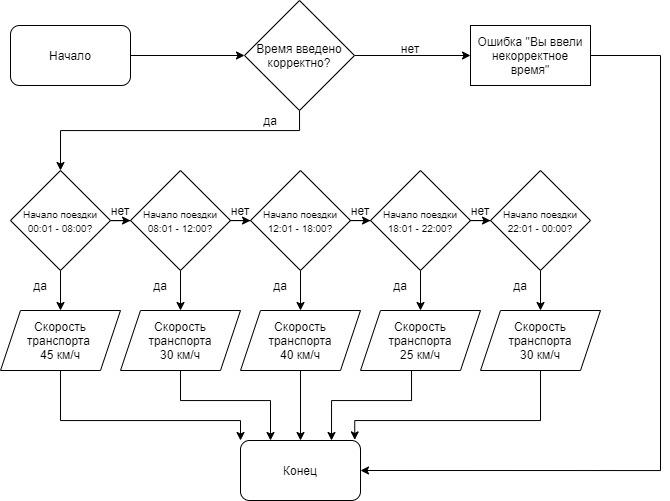 Начало
Время введено
корректно?
нет
Ошибка "Вы ввели
некорректное
время"
да
Начало поездки
00:01 - 08:00?
нет
Начало поездки
08:01 - 12:00?
нет
Начало поездки
12:01 - 18:00?
нет
Начало поездки
18:01 - 22:00?
нет
Начало поездки
22:01 - 00:00?
да
да
да
да
да
Скорость
транспорта
45 км/ч
Скорость
транспорта
30 км/ч
Скорость
транспорта
40 км/ч
Скорость
транспорта
25 км/ч
Скорость
транспорта
30 км/ч
Конец